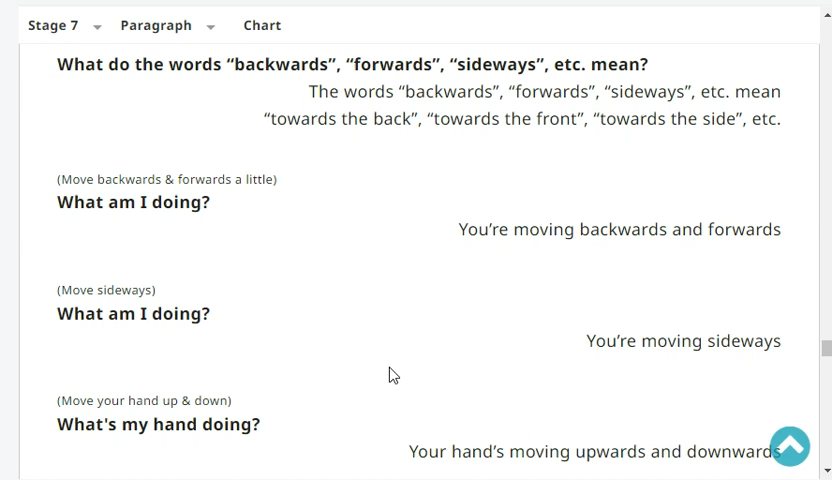 Stage 7 Paragraph Chart
What do the words “backwards”, “forwards”, “sideways”, etc. mean?
The words “backwards”, “forwards”, “sideways”, etc. mean
“towards the back”, “towards the front”, “towards the side”, etc.
(Move backwards & forwards a little)
What am I doing?
You’re moving backwards and forwards
(Move sideways)
What am I doing?
You’re moving sideways
(Move your hand up & down)
What's my hand doing?
Your hand’s moving upwards and downwards